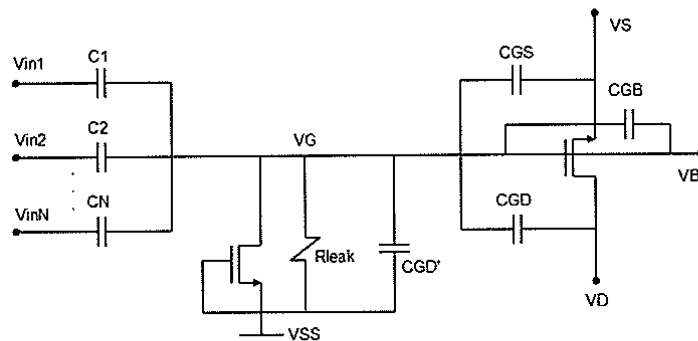 VS
C1
CGS
Vin1
CGB
C2
Vin2
VG
VB
CN
CGD
VinN
Rleak
CGD'
VD
VSS